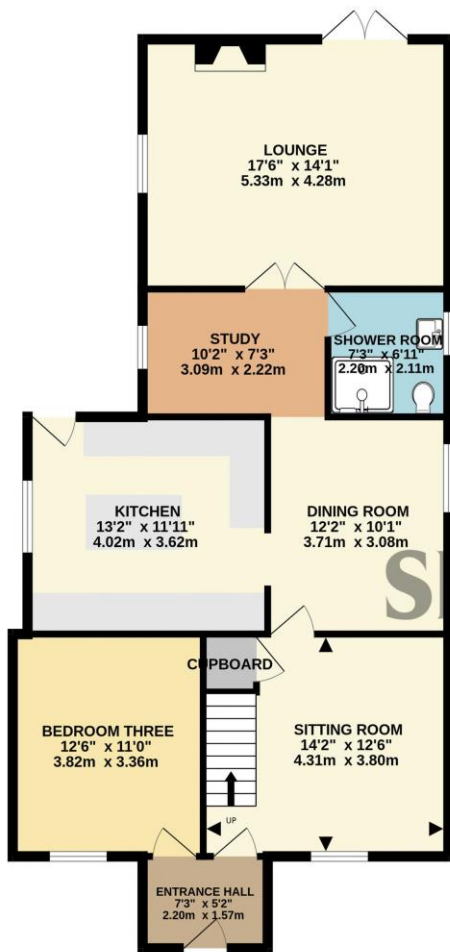 LOUNGE
17'6" x 14'1"
5.33m x 4.28m
STUDY
10'2" x 7'3"
3.09m x 2.22m
SHOWER ROOM
7'3" x 6'11"
2.20m x 2.11m
KITCHEN
13'2" x 11'11"
4.02m x 3.62m
DINING ROOM
12'2" x 10'1"
3.71m x 3.08m
CUPBOARD
BEDROOM THREE
12'6" x 11'0"
3.82m x 3.36m
SITTING ROOM
14'2" x 12'6"
4.31m x 3.80m
UP
ENTRANCE HALL
7'3" x 5'2"
2.20m x 1.57m